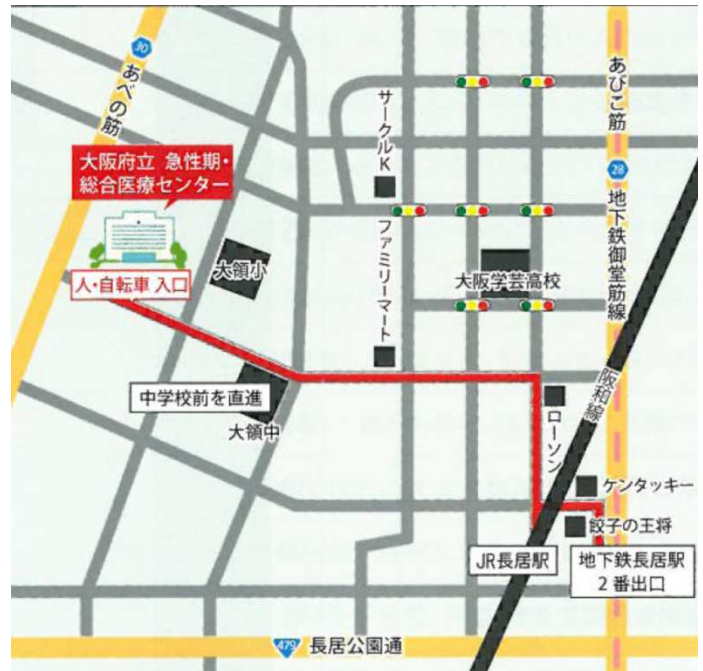 30
あべの筋
大阪府立 急性期・
総合医療センター
人・自転車 入口
大領小
サークルK
ファミリーマート
大阪学芸高校
あびこ筋
28
地下鉄御堂筋線
阪和線
中学校前を直進
大領中
ローソン
ケンタッキー
餃子の王将
JR長居駅
地下鉄長居駅
2番出口
479
長居公園通